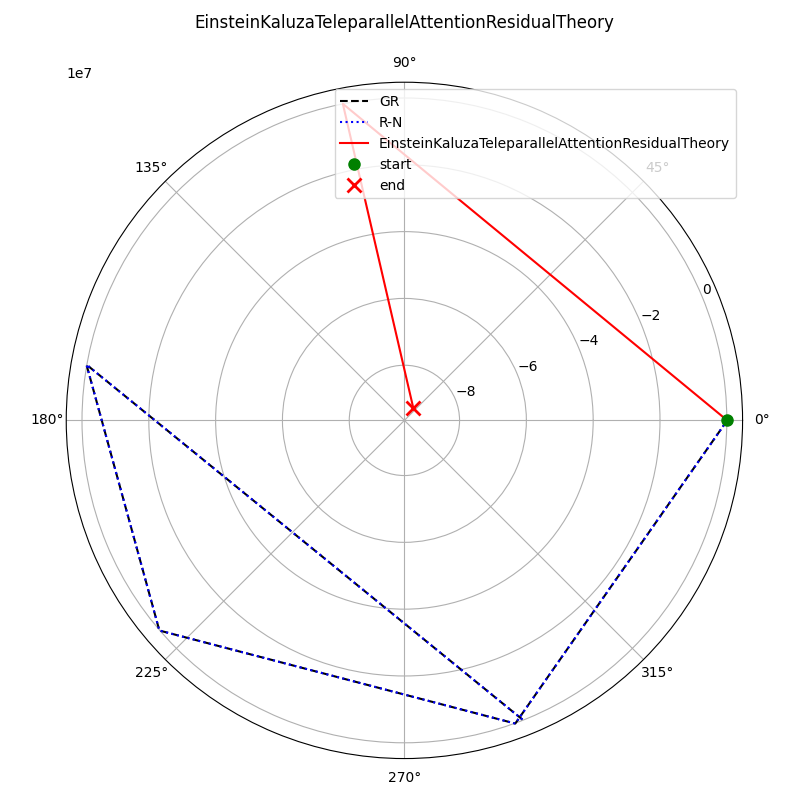 EinsteinKaluzaTeleparallelAttentionResidualTheory
1e7
90°
GR
R-N
EinsteinKaluzaTeleparallelAttentionResidualTheory
start
end
135°
45°
0
−2
−4
−6
−8
180°
0°
225°
315°
270°